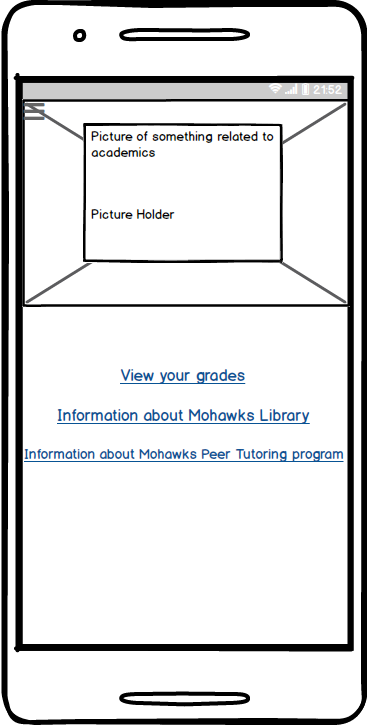 21:52
Picture of something related to
academics
Picture Holder
View your grades
Information about Mohawks Library
Information about Mohawks Peer Tutoring program